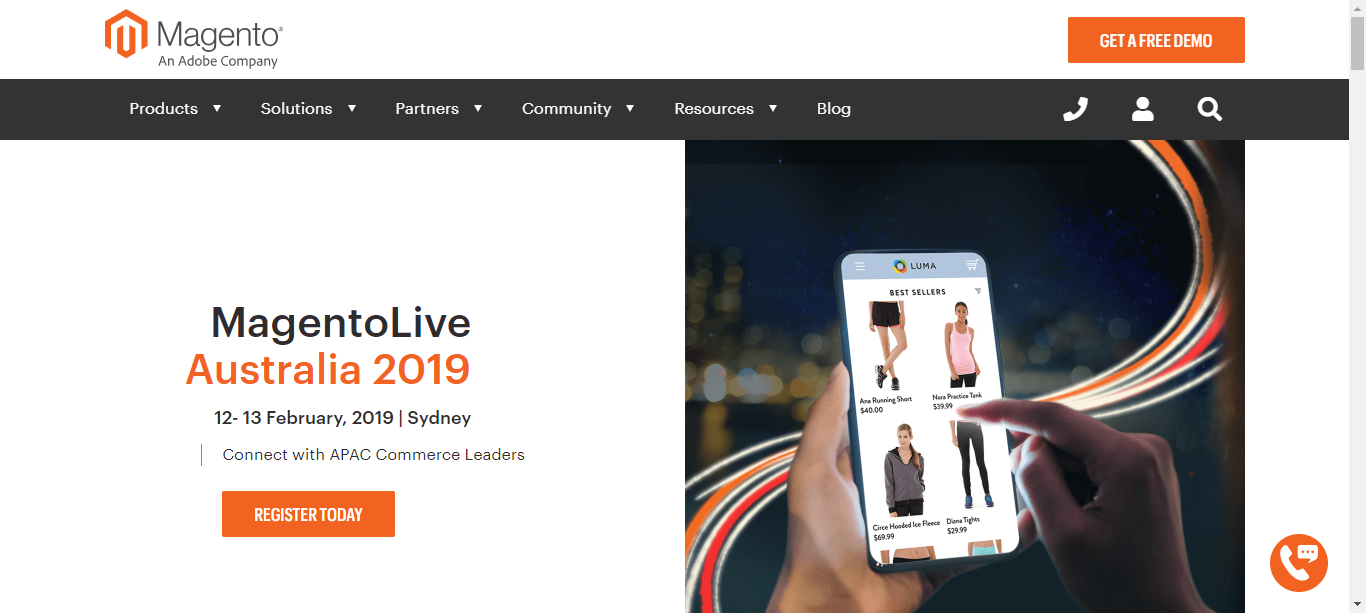 Magento®
An Adobe Company
GET A FREE DEMO
Products
Solutions
Partners
Community
Resources
Blog
MagentoLive
Australia 2019
12- 13 February, 2019 | Sydney
Connect with APAC Commerce Leaders
REGISTER TODAY
LUMA
BEST SELLERS
Ana Running Short
$40.00
Nora Practice Tank
$39.99
Circe Hooded Ice Fleece
$69.99
Diana Tights
$29.99